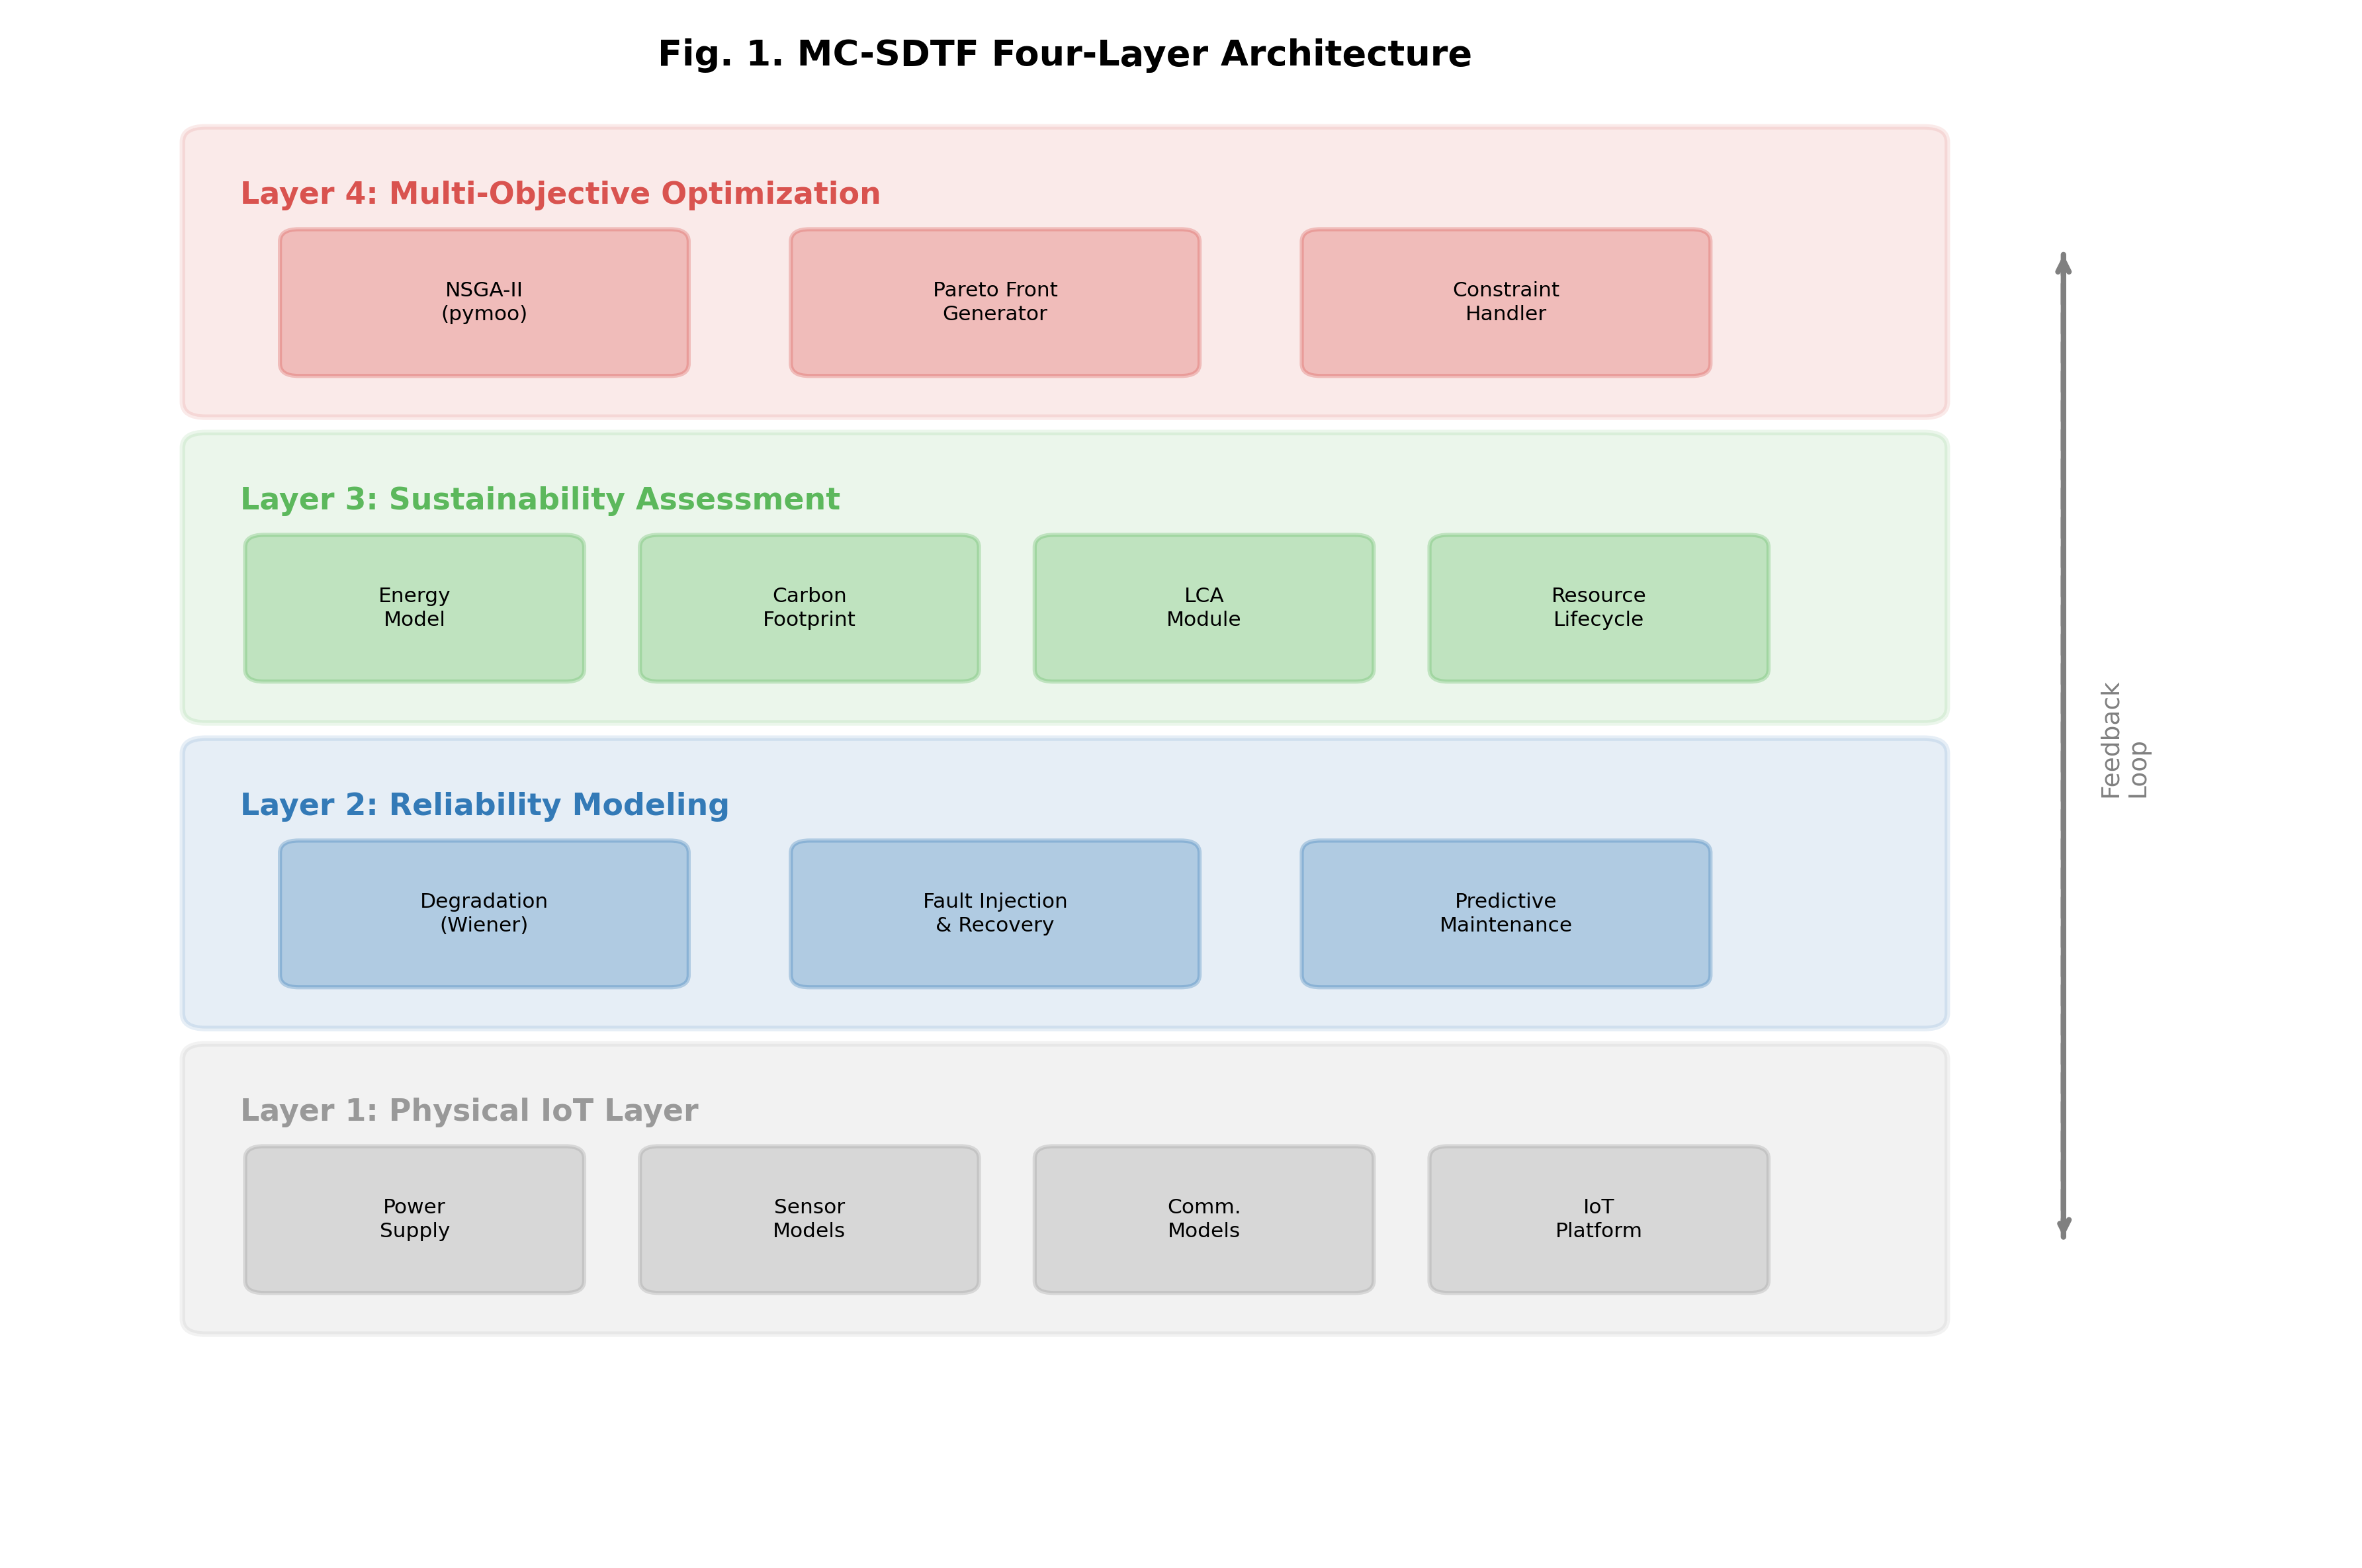 Fig. 1. MC-SDTF Four-Layer Architecture
Layer 4: Multi-Objective Optimization
NSGA-II
(pymoo)
Pareto Front
Generator
Constraint
Handler
Layer 3: Sustainability Assessment
Energy
Model
Carbon
Footprint
LCA
Module
Resource
Lifecycle
Layer 2: Reliability Modeling
Degradation
(Wiener)
Fault Injection
& Recovery
Predictive
Maintenance
Layer 1: Physical IoT Layer
Power
Supply
Sensor
Models
Comm.
Models
IoT
Platform
Feedback
Loop